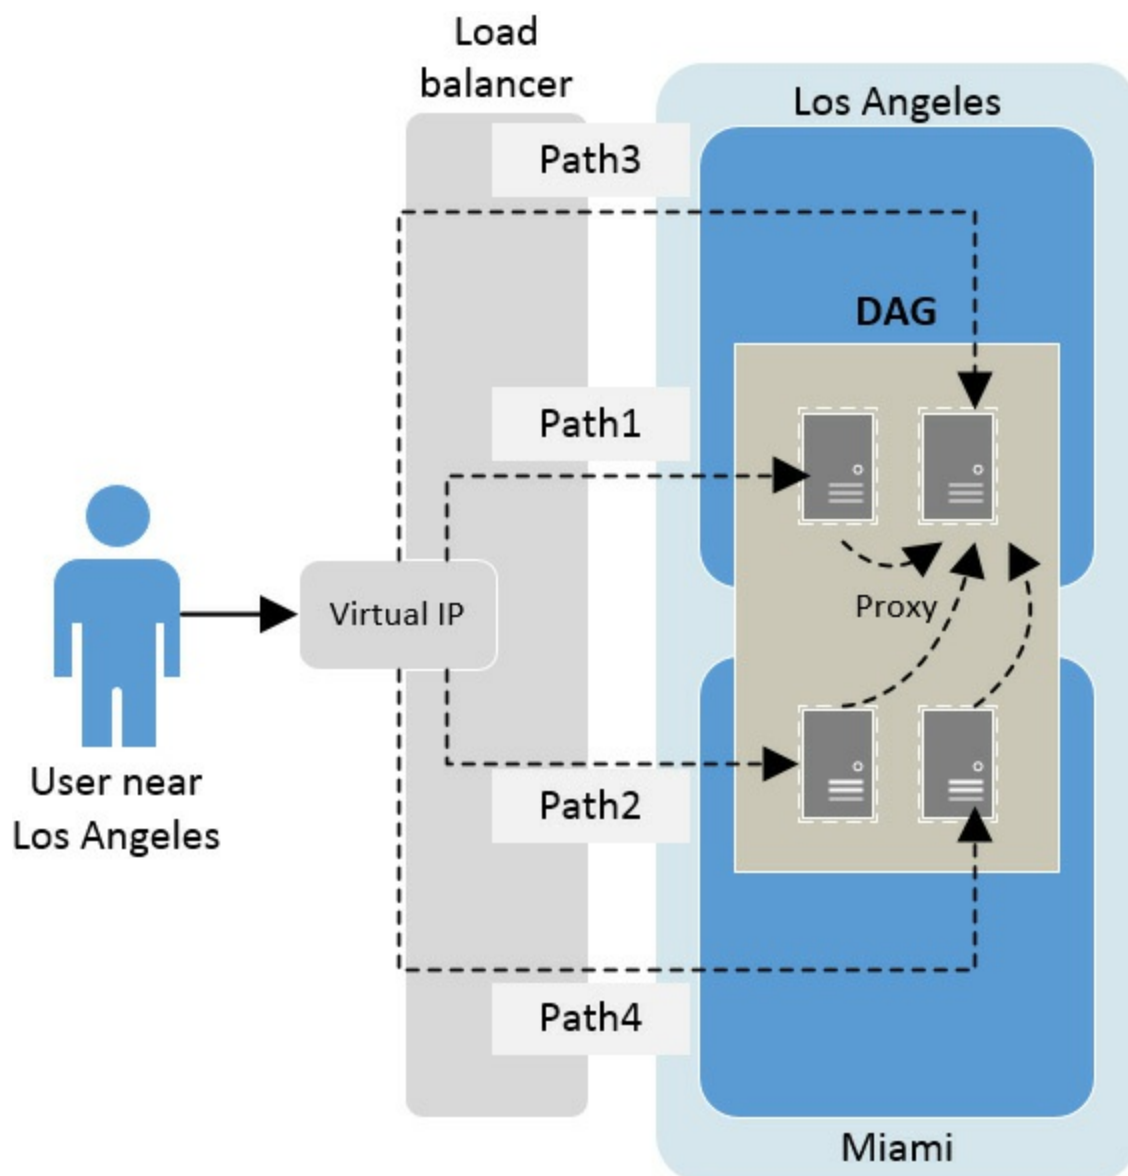 Load
balancer
Los Angeles
Path3
DAG
Path1
Virtual IP
Proxy
User near
Los Angeles
Path2
Path4
Miami